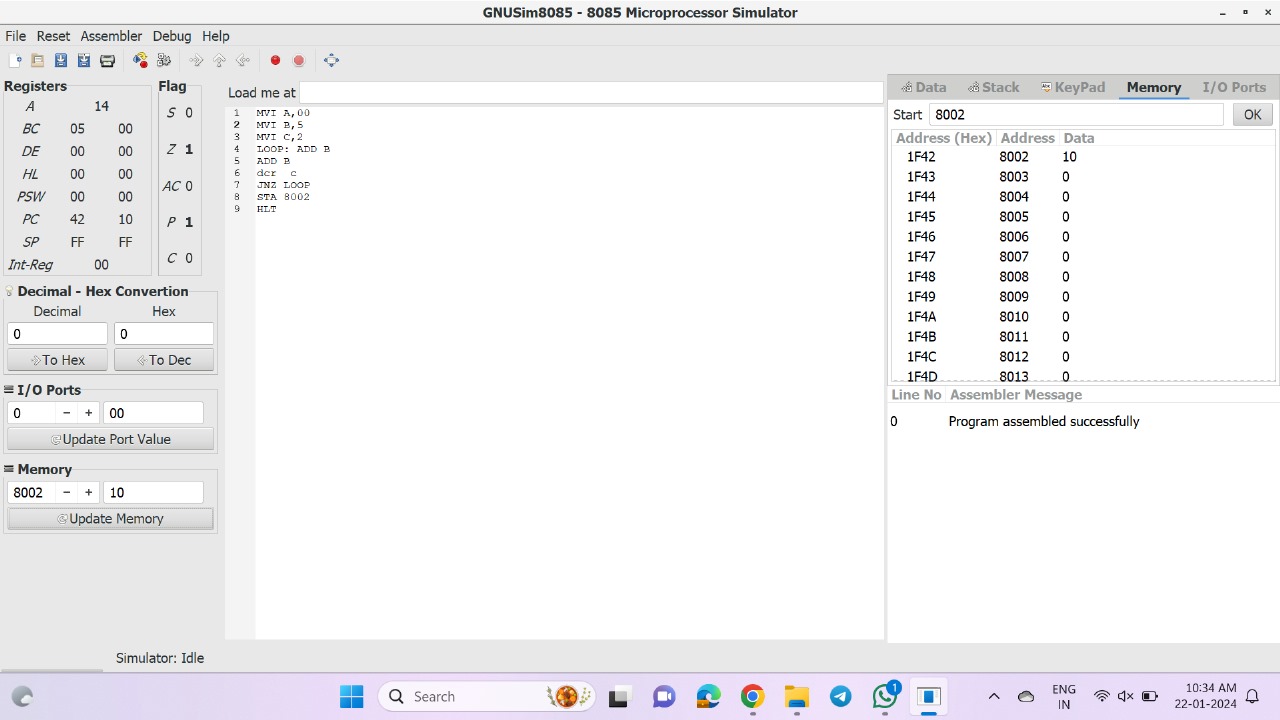 GNUSim8085 - 8085 Microprocessor Simulator
File Reset Assembler Debug Help
Registers
A 14
BC 05 00
DE 00 00
HL 00 00
PSW 00 00
PC 42 10
SP FF FF
Int-Reg 00
Flag
S 0
Z 1
AC 0
P 1
C 0
Decimal - Hex Convertion
Decimal Hex
0 0
To Hex To Dec
I/O Ports
0 − + 00
Update Port Value
Memory
8002 − + 10
Update Memory
Load me at
1 MVI A,00
2 MVI B,5
3 MVI C,2
4 LOOP: ADD B
5 ADD B
6 dcr c
7 JNZ LOOP
8 STA 8002
9 HLT
Data Stack KeyPad Memory I/O Ports
Start 8002 OK
Address (Hex) Address Data
1F42 8002 10
1F43 8003 0
1F44 8004 0
1F45 8005 0
1F46 8006 0
1F47 8007 0
1F48 8008 0
1F49 8009 0
1F4A 8010 0
1F4B 8011 0
1F4C 8012 0
1F4D 8013 0
Line No Assembler Message
0 Program assembled successfully
Simulator: Idle
Search
1
ENG
IN
10:34 AM
22-01-2024